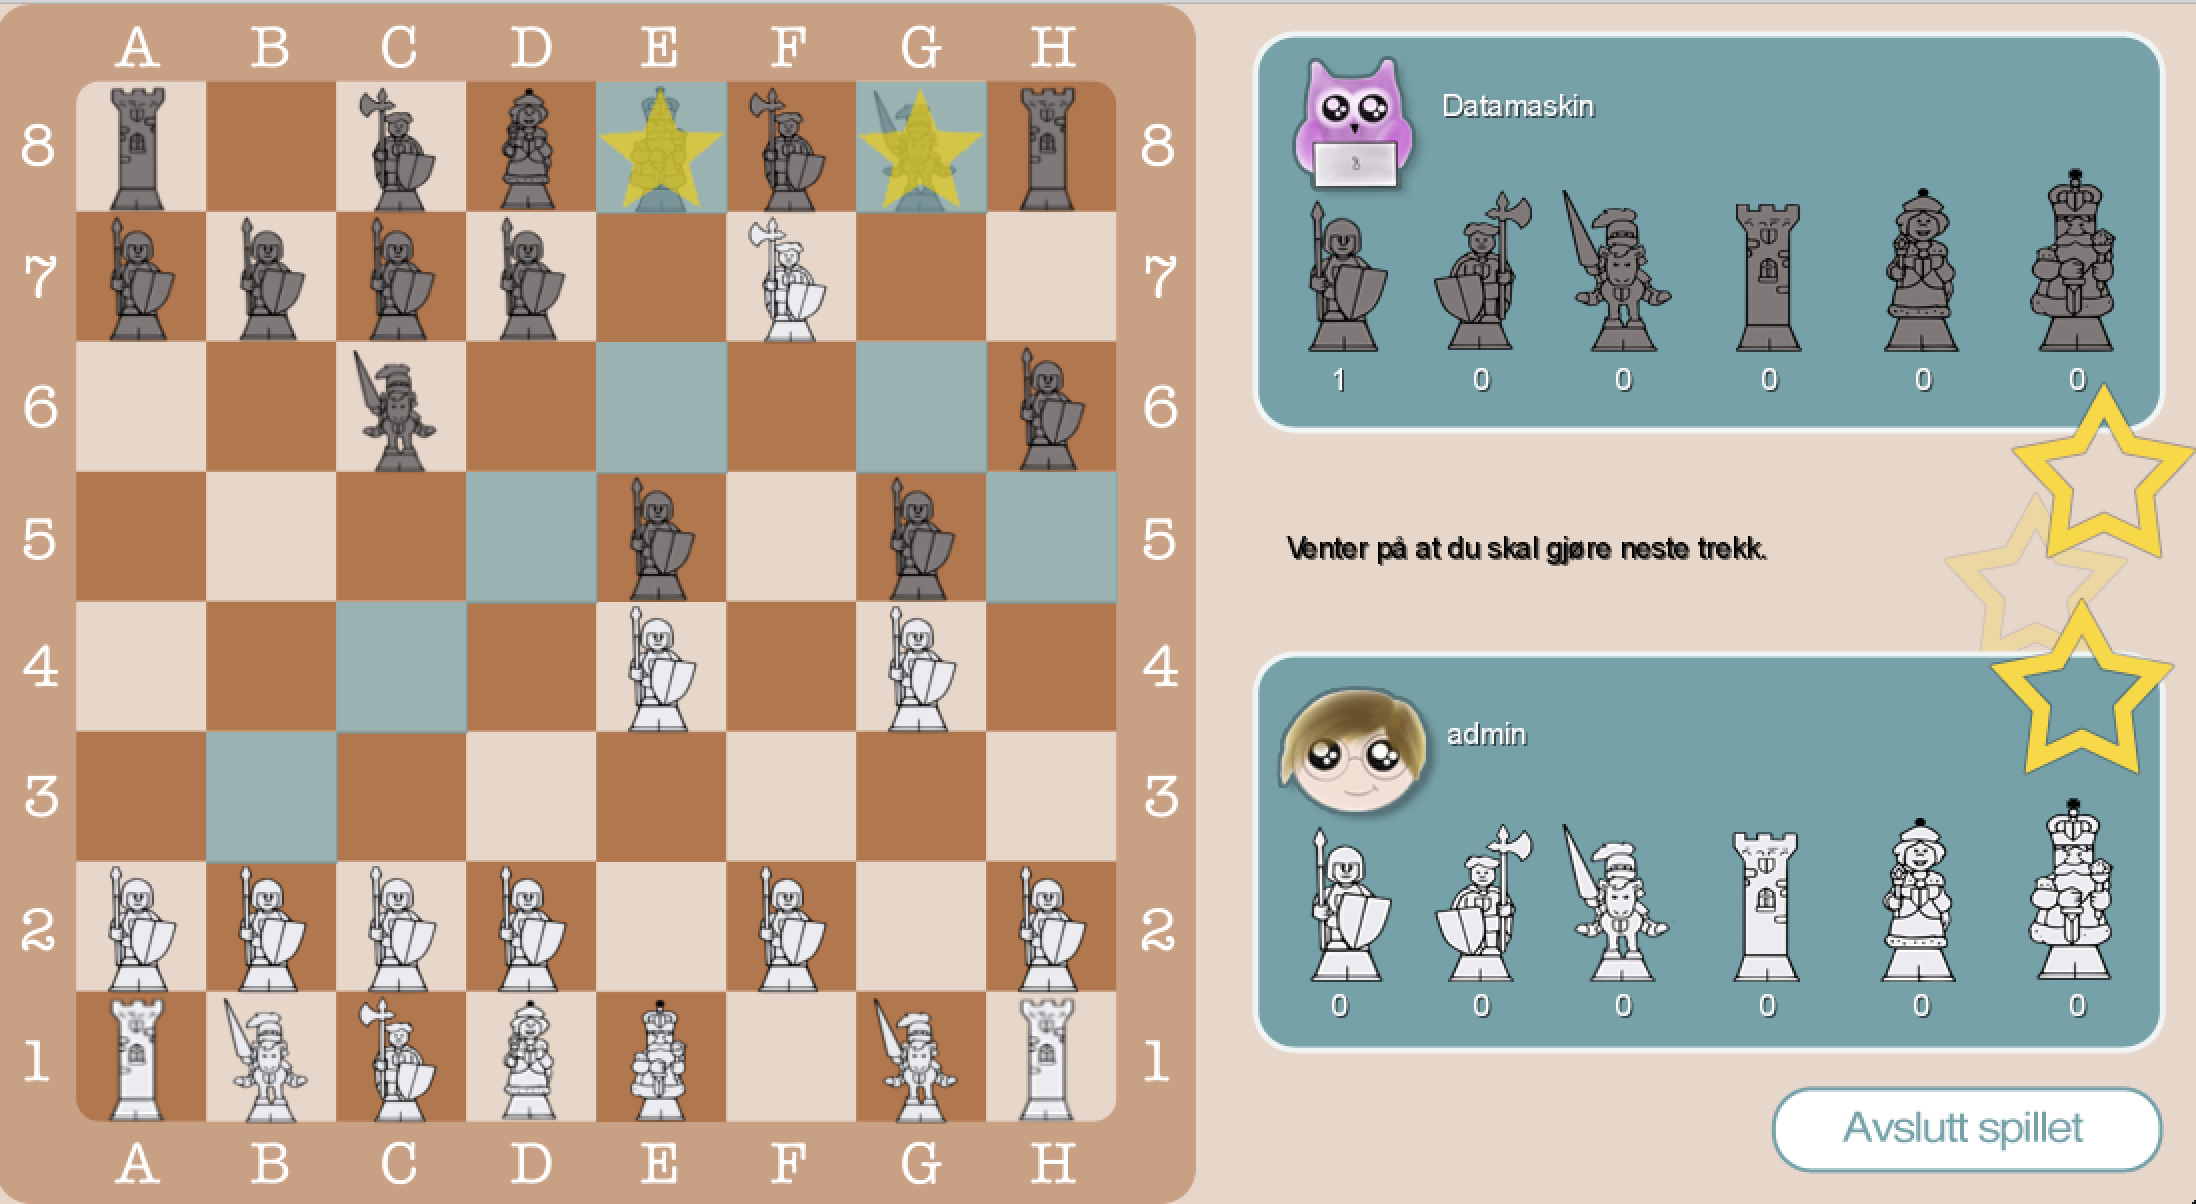 A B C D E F G H
8 8
7 7
6 6
5 5
4 4
3 3
2 2
1 1
A B C D E F G H
Datamaskin
1 0 0 0 0 0
Venter på at du skal gjøre neste trekk.
admin
0 0 0 0 0 0
Avslutt spillet